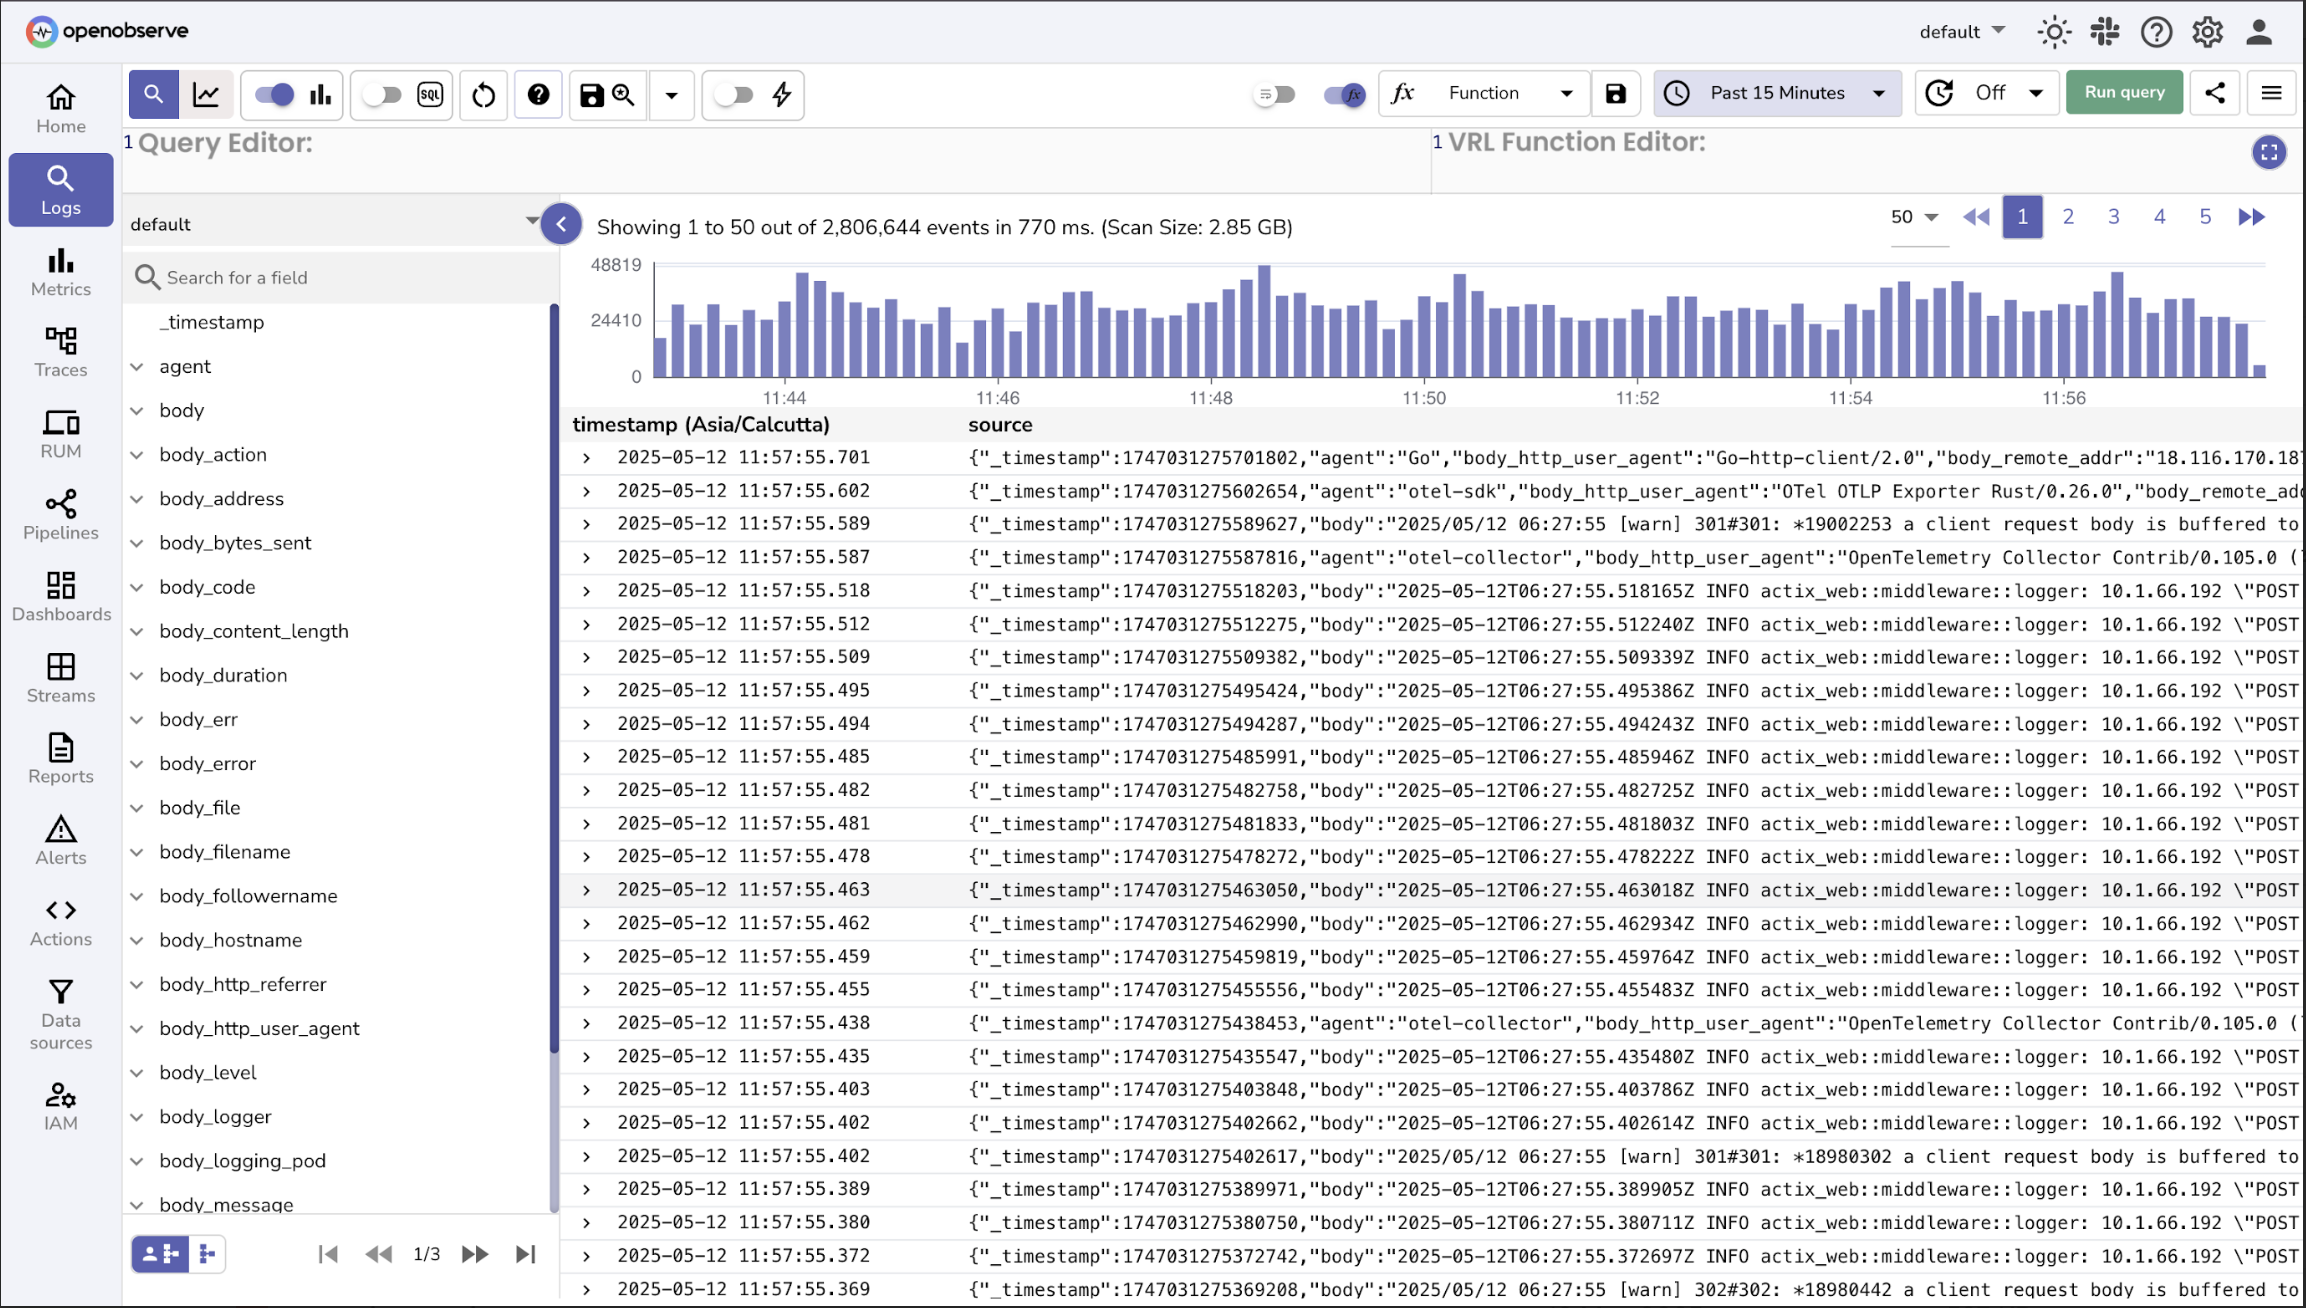 openobserve
default
Home
Logs
Metrics
Traces
RUM
Pipelines
Dashboards
Streams
Reports
Alerts
Actions
Data
sources
IAM
SQL
fx
fx Function
Past 15 Minutes
Off
Run query
1 Query Editor:
1 VRL Function Editor:
default
Search for a field
_timestamp
agent
body
body_action
body_address
body_bytes_sent
body_code
body_content_length
body_duration
body_err
body_error
body_file
body_filename
body_followername
body_hostname
body_http_referrer
body_http_user_agent
body_level
body_logger
body_logging_pod
body_message
1/3
Showing 1 to 50 out of 2,806,644 events in 770 ms. (Scan Size: 2.85 GB)
50 1 2 3 4 5
48819
24410
0
11:44 11:46 11:48 11:50 11:52 11:54 11:56
timestamp (Asia/Calcutta) source
2025-05-12 11:57:55.701 {"_timestamp":1747031275701802,"agent":"Go","body_http_user_agent":"Go-http-client/2.0","body_remote_addr":"18.116.170.187
2025-05-12 11:57:55.602 {"_timestamp":1747031275602654,"agent":"otel-sdk","body_http_user_agent":"OTel OTLP Exporter Rust/0.26.0","body_remote_add
2025-05-12 11:57:55.589 {"_timestamp":1747031275589627,"body":"2025/05/12 06:27:55 [warn] 301#301: *19002253 a client request body is buffered to
2025-05-12 11:57:55.587 {"_timestamp":1747031275587816,"agent":"otel-collector","body_http_user_agent":"OpenTelemetry Collector Contrib/0.105.0 (
2025-05-12 11:57:55.518 {"_timestamp":1747031275518203,"body":"2025-05-12T06:27:55.518165Z INFO actix_web::middleware::logger: 10.1.66.192 \"POST
2025-05-12 11:57:55.512 {"_timestamp":1747031275512275,"body":"2025-05-12T06:27:55.512240Z INFO actix_web::middleware::logger: 10.1.66.192 \"POST
2025-05-12 11:57:55.509 {"_timestamp":1747031275509382,"body":"2025-05-12T06:27:55.509339Z INFO actix_web::middleware::logger: 10.1.66.192 \"POST
2025-05-12 11:57:55.495 {"_timestamp":1747031275495424,"body":"2025-05-12T06:27:55.495386Z INFO actix_web::middleware::logger: 10.1.66.192 \"POST
2025-05-12 11:57:55.494 {"_timestamp":1747031275494287,"body":"2025-05-12T06:27:55.494243Z INFO actix_web::middleware::logger: 10.1.66.192 \"POST
2025-05-12 11:57:55.485 {"_timestamp":1747031275485991,"body":"2025-05-12T06:27:55.485946Z INFO actix_web::middleware::logger: 10.1.66.192 \"POST
2025-05-12 11:57:55.482 {"_timestamp":1747031275482758,"body":"2025-05-12T06:27:55.482725Z INFO actix_web::middleware::logger: 10.1.66.192 \"POST
2025-05-12 11:57:55.481 {"_timestamp":1747031275481833,"body":"2025-05-12T06:27:55.481803Z INFO actix_web::middleware::logger: 10.1.66.192 \"POST
2025-05-12 11:57:55.478 {"_timestamp":1747031275478272,"body":"2025-05-12T06:27:55.478222Z INFO actix_web::middleware::logger: 10.1.66.192 \"POST
2025-05-12 11:57:55.463 {"_timestamp":1747031275463050,"body":"2025-05-12T06:27:55.463018Z INFO actix_web::middleware::logger: 10.1.66.192 \"POST
2025-05-12 11:57:55.462 {"_timestamp":1747031275462990,"body":"2025-05-12T06:27:55.462934Z INFO actix_web::middleware::logger: 10.1.66.192 \"POST
2025-05-12 11:57:55.459 {"_timestamp":1747031275459819,"body":"2025-05-12T06:27:55.459764Z INFO actix_web::middleware::logger: 10.1.66.192 \"POST
2025-05-12 11:57:55.455 {"_timestamp":1747031275455556,"body":"2025-05-12T06:27:55.455483Z INFO actix_web::middleware::logger: 10.1.66.192 \"POST
2025-05-12 11:57:55.438 {"_timestamp":1747031275438453,"agent":"otel-collector","body_http_user_agent":"OpenTelemetry Collector Contrib/0.105.0 (
2025-05-12 11:57:55.435 {"_timestamp":1747031275435547,"body":"2025-05-12T06:27:55.435480Z INFO actix_web::middleware::logger: 10.1.66.192 \"POST
2025-05-12 11:57:55.403 {"_timestamp":1747031275403848,"body":"2025-05-12T06:27:55.403786Z INFO actix_web::middleware::logger: 10.1.66.192 \"POST
2025-05-12 11:57:55.402 {"_timestamp":1747031275402662,"body":"2025-05-12T06:27:55.402614Z INFO actix_web::middleware::logger: 10.1.66.192 \"POST
2025-05-12 11:57:55.402 {"_timestamp":1747031275402617,"body":"2025/05/12 06:27:55 [warn] 301#301: *18980302 a client request body is buffered to
2025-05-12 11:57:55.389 {"_timestamp":1747031275389971,"body":"2025-05-12T06:27:55.389905Z INFO actix_web::middleware::logger: 10.1.66.192 \"POST
2025-05-12 11:57:55.380 {"_timestamp":1747031275380750,"body":"2025-05-12T06:27:55.380711Z INFO actix_web::middleware::logger: 10.1.66.192 \"POST
2025-05-12 11:57:55.372 {"_timestamp":1747031275372742,"body":"2025-05-12T06:27:55.372697Z INFO actix_web::middleware::logger: 10.1.66.192 \"POST
2025-05-12 11:57:55.369 {"_timestamp":1747031275369208,"body":"2025/05/12 06:27:55 [warn] 302#302: *18980442 a client request body is buffered to